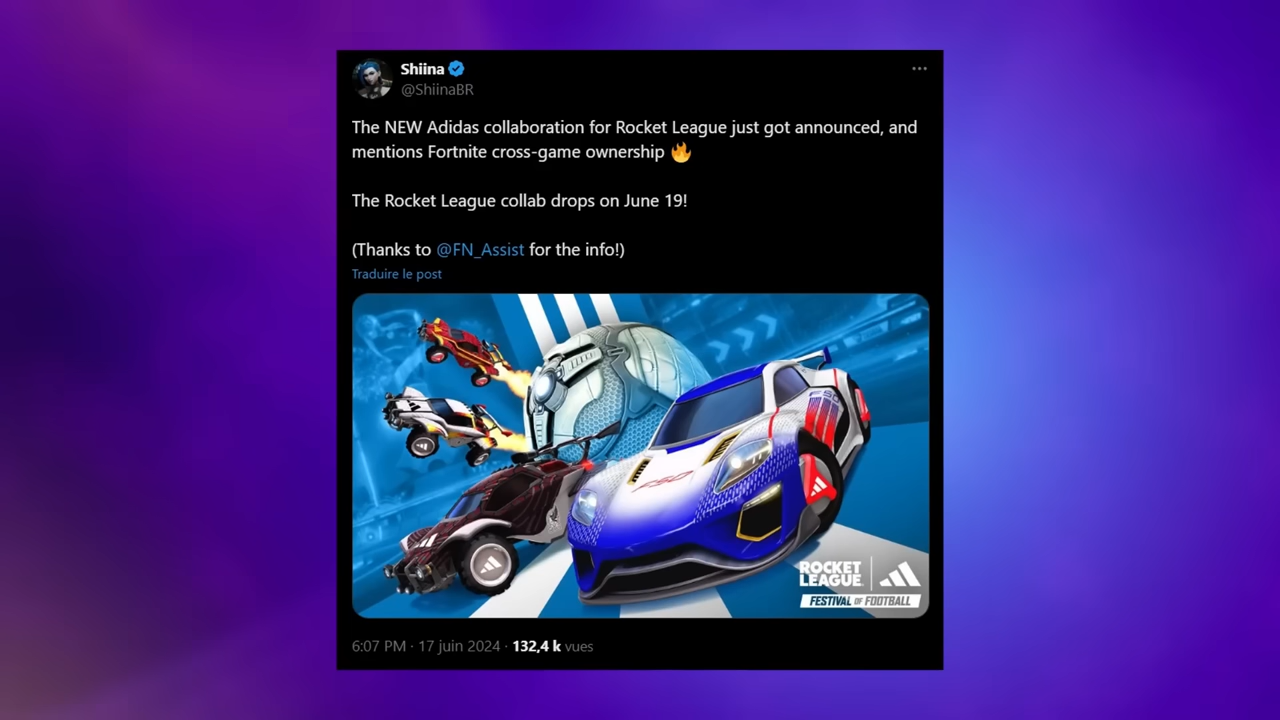 Shiina
@ShiinaBR
The NEW Adidas collaboration for Rocket League just got announced, and
mentions Fortnite cross-game ownership 🔥
The Rocket League collab drops on June 19!
(Thanks to @FN_Assist for the info!)
Traduire le post
F50
F50
ROCKET
LEAGUE
FESTIVAL OF FOOTBALL
6:07 PM · 17 juin 2024 · 132,4 k vues